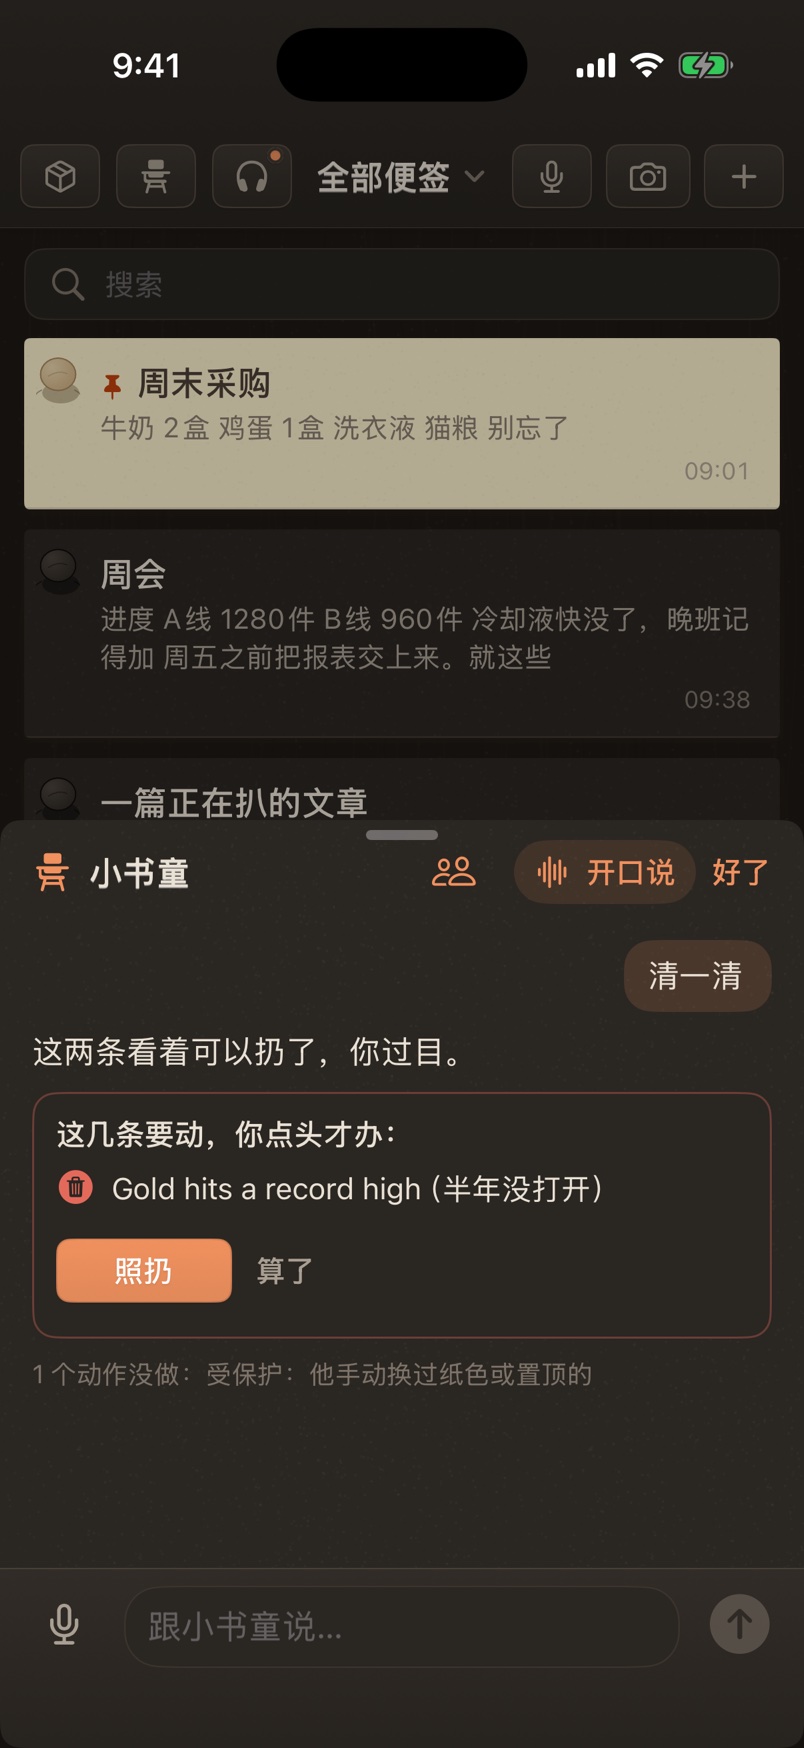 9:41
全部便签
搜索
周末采购
牛奶 2盒 鸡蛋 1盒 洗衣液 猫粮 别忘了
09:01
周会
进度 A线 1280件 B线 960件 冷却液快没了，晚班记
得加 周五之前把报表交上来。就这些
09:38
一篇正在扒的文章
小书童
开口说
好了
清一清
这两条看着可以扔了，你过目。
这几条要动，你点头才办：
Gold hits a record high (半年没打开)
照扔
算了
1个动作没做：受保护：他手动换过纸色或置顶的
跟小书童说...